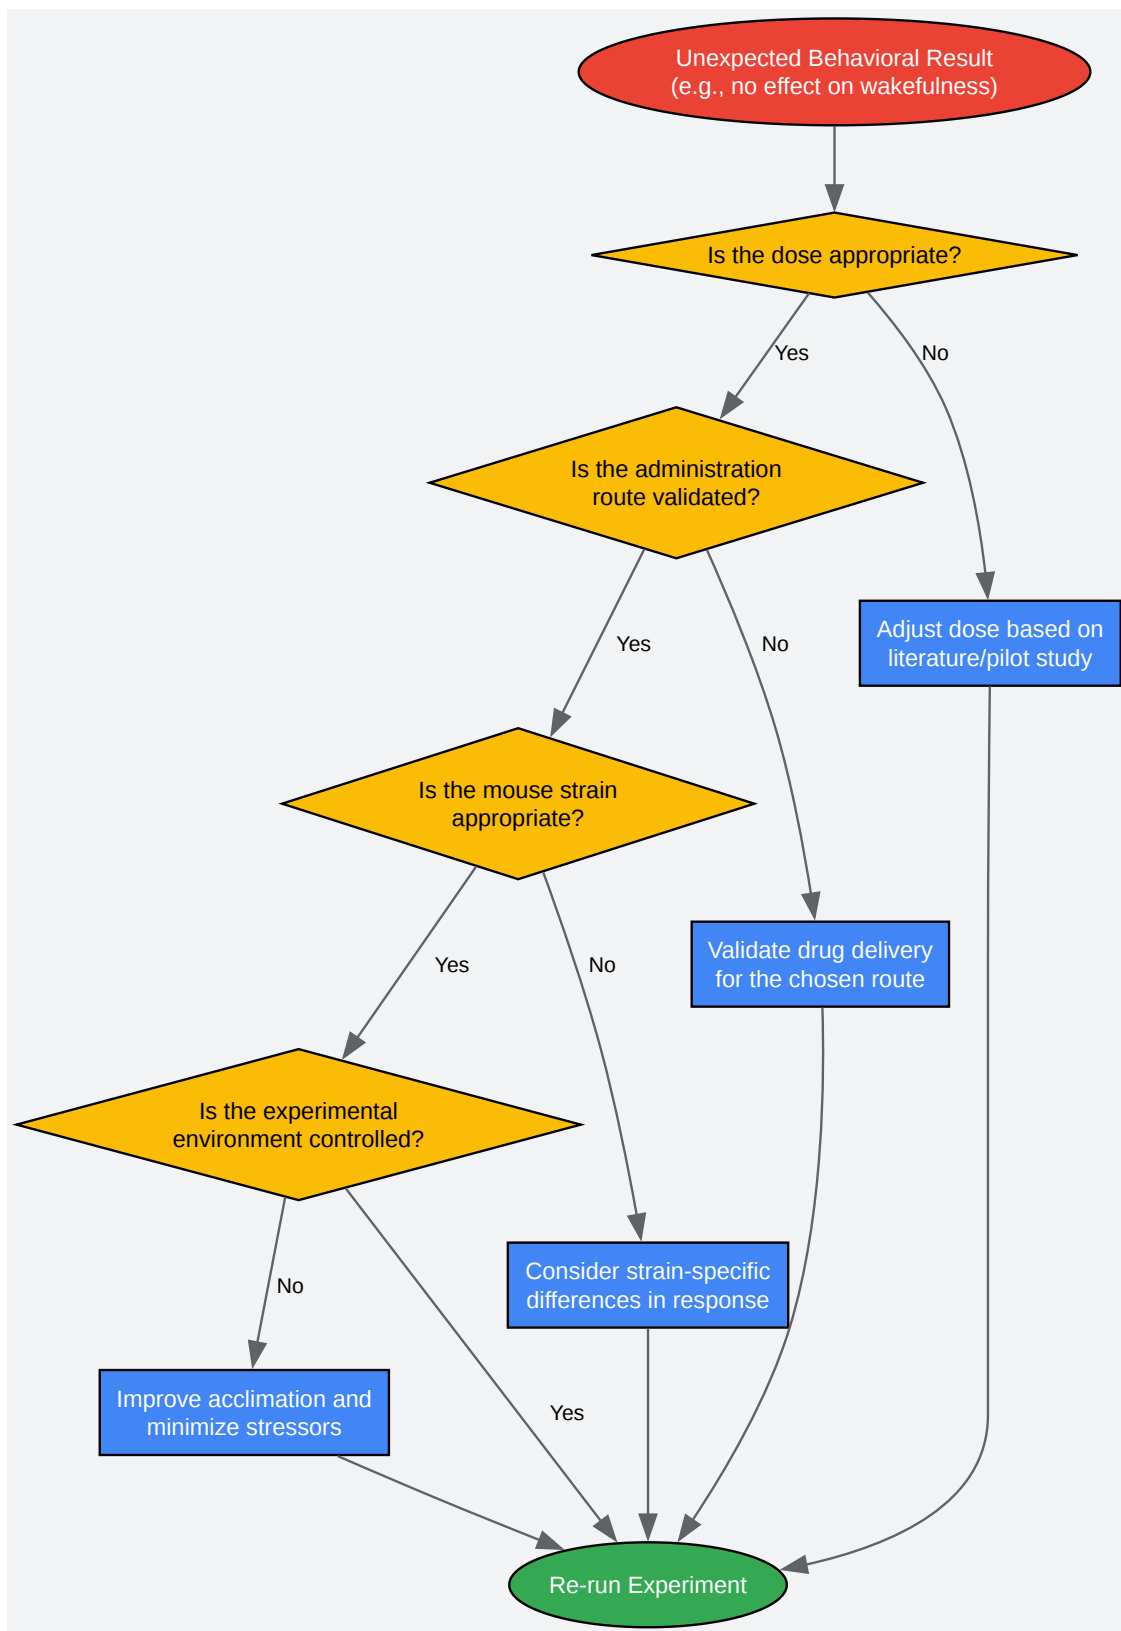 Unexpected Behavioral Result
(e.g., no effect on wakefulness)
Is the dose appropriate?
Yes
No
Is the administration
route validated?
Adjust dose based on
literature/pilot study
Yes
No
Is the mouse strain
appropriate?
Validate drug delivery
for the chosen route
Yes
No
Is the experimental
environment controlled?
Consider strain-specific
differences in response
No
Improve acclimation and
minimize stressors
Yes
Re-run Experiment